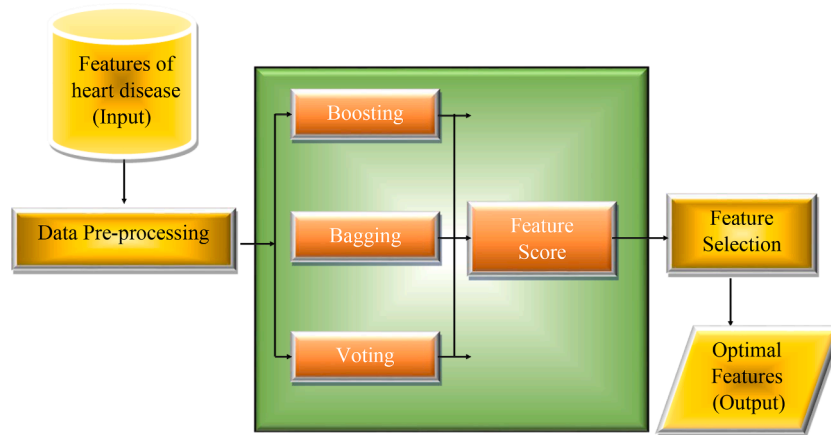 Features of
heart disease
(Input)
Data Pre-processing
Boosting
Bagging
Voting
Feature
Score
Feature
Selection
Optimal
Features
(Output)